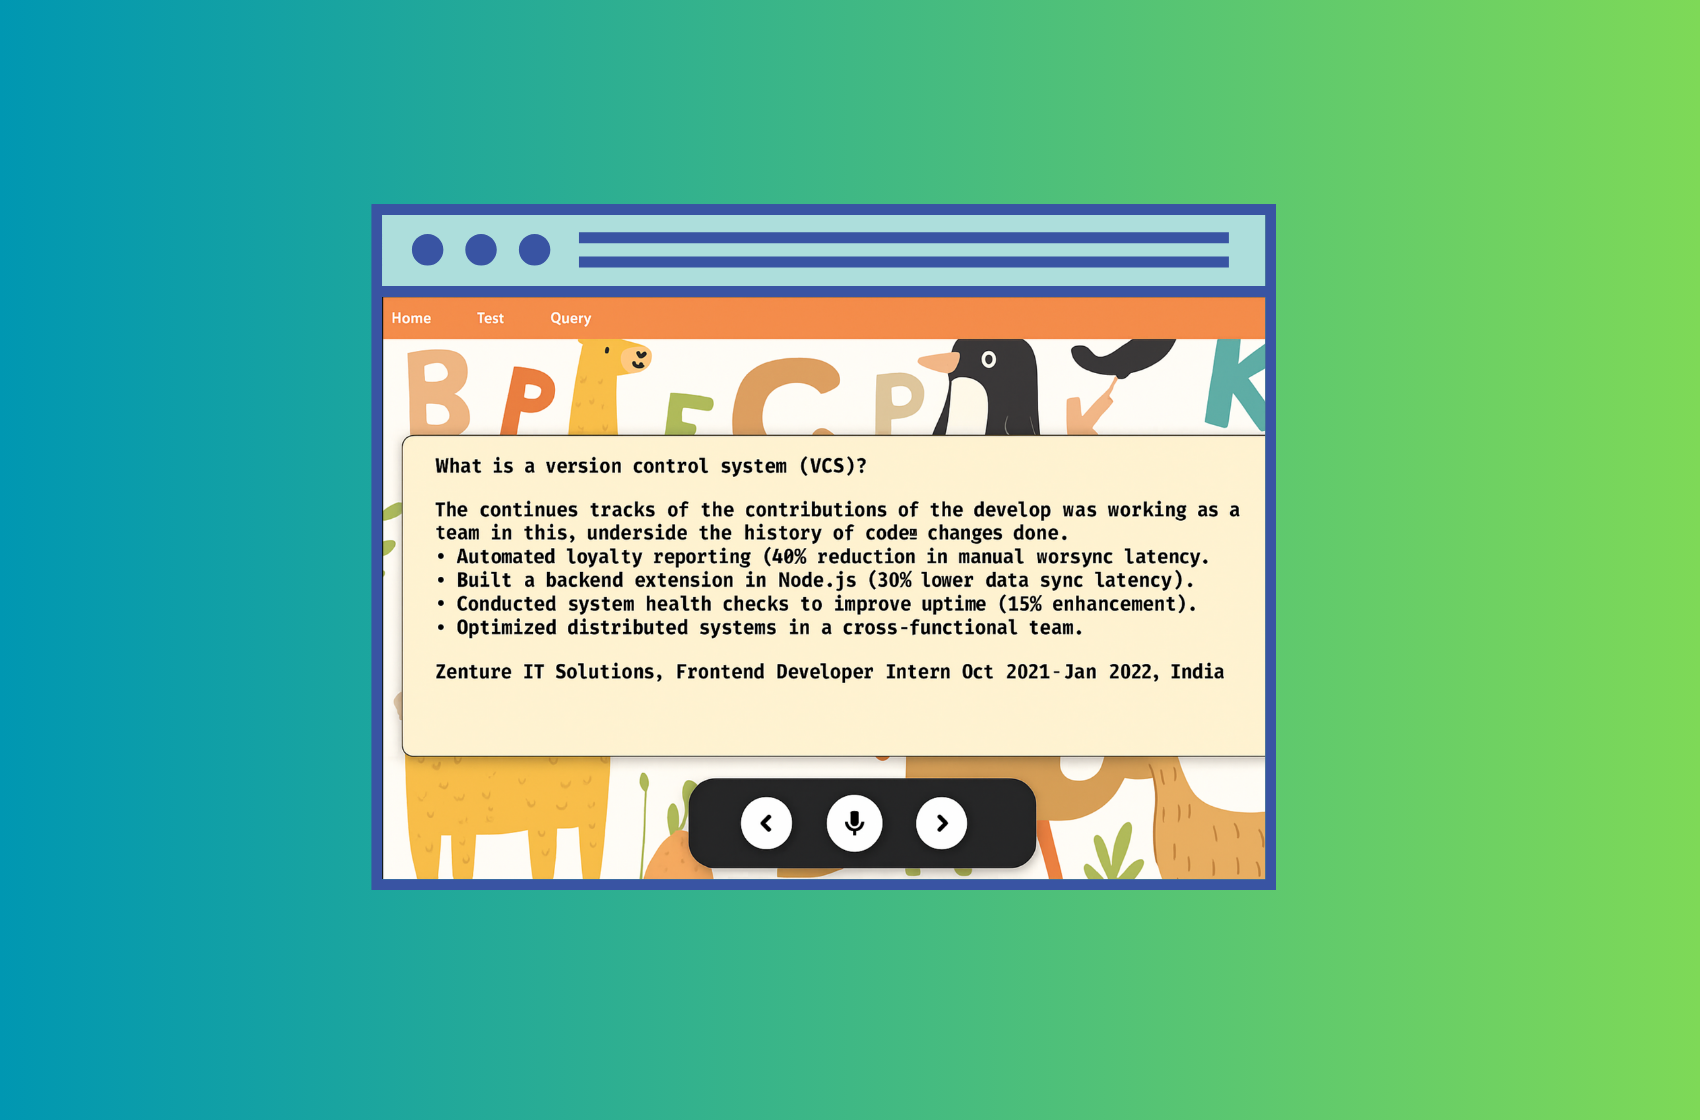 Home Test Query
B P F C P K K
What is a version control system (VCS)?
The continues tracks of the contributions of the develop was working as a
team in this, underside the history of code changes done.
• Automated loyalty reporting (40% reduction in manual worsync latency.
• Built a backend extension in Node.js (30% lower data sync latency).
• Conducted system health checks to improve uptime (15% enhancement).
• Optimized distributed systems in a cross-functional team.
Zenture IT Solutions, Frontend Developer Intern Oct 2021-Jan 2022, India